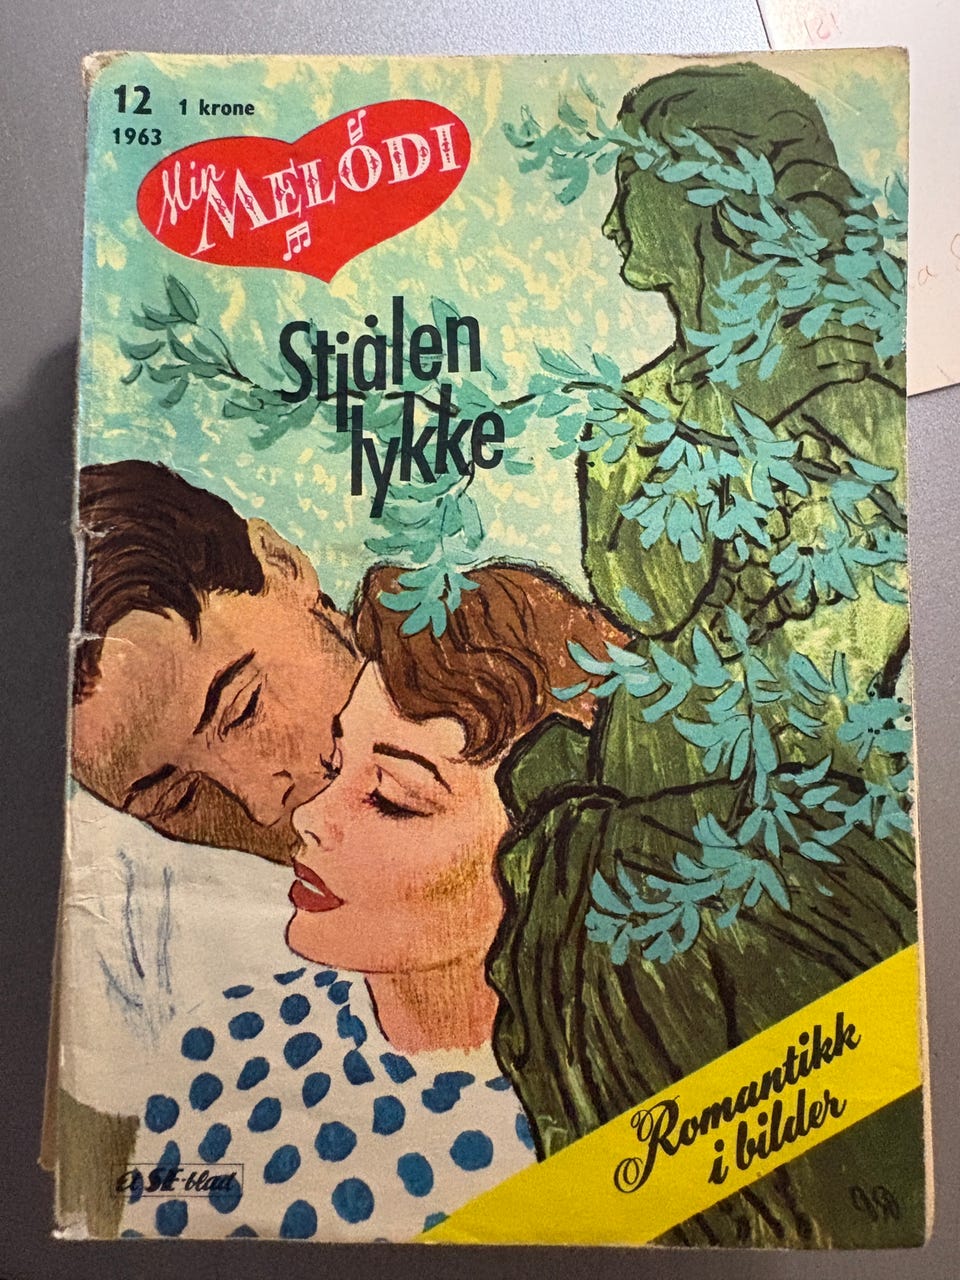 12 1 krone
1963
Min
MELODI
Stjålen
lykke
Romantikk
i bilder
Et SE-blad